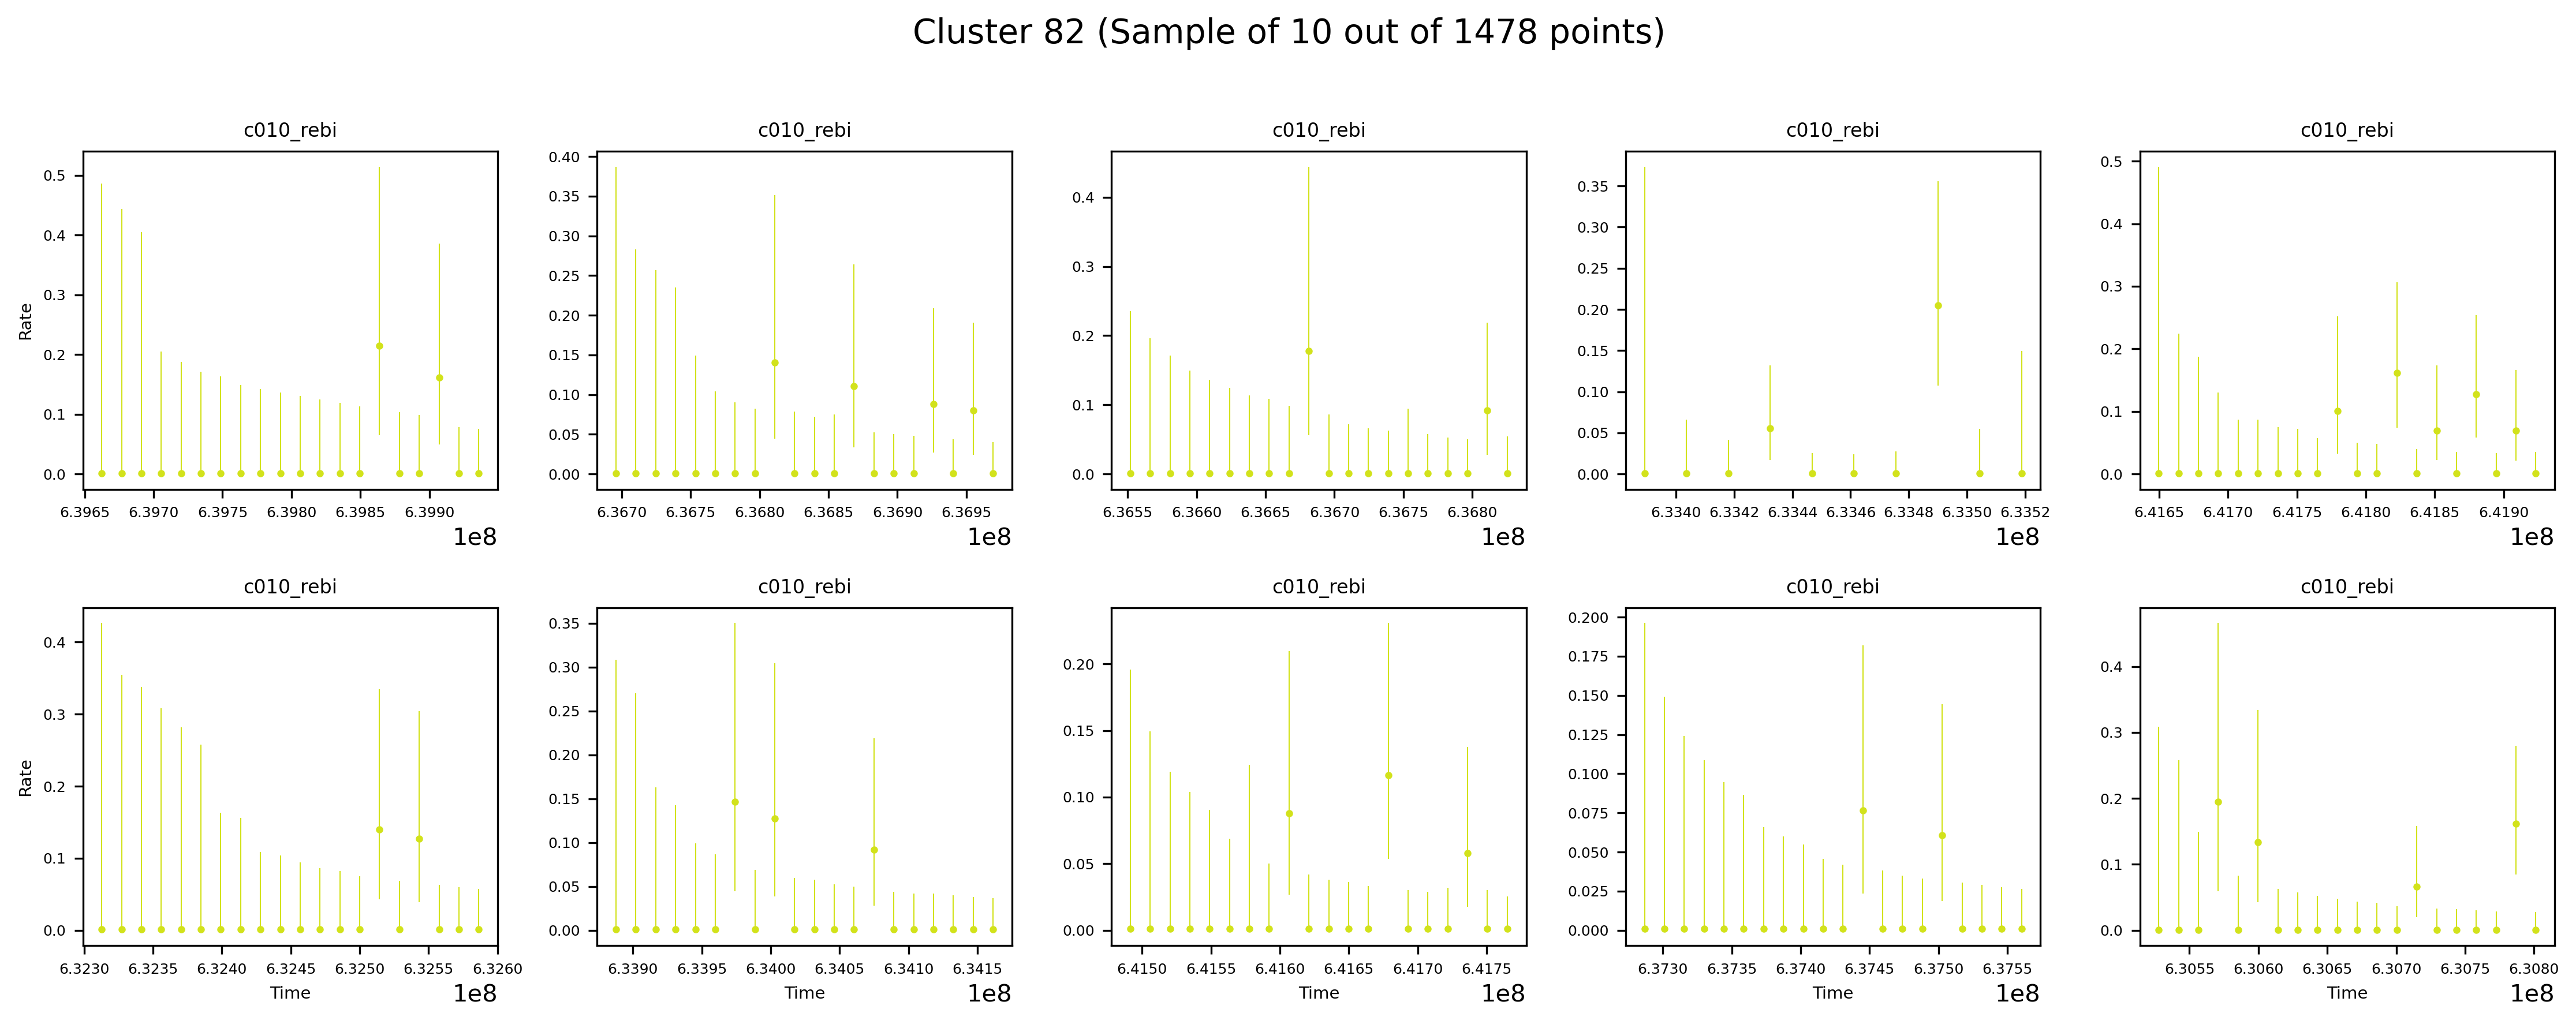 Cluster 82 (Sample of 10 out of 1478 points)
c010_rebi c010_rebi c010_rebi c010_rebi c010_rebi
Rate
0.5 0.4 0.3 0.2 0.1 0.0
6.3965 6.3970 6.3975 6.3980 6.3985 6.3990
1e8
0.40 0.35 0.30 0.25 0.20 0.15 0.10 0.05 0.00
6.3670 6.3675 6.3680 6.3685 6.3690 6.3695
1e8
0.4 0.3 0.2 0.1 0.0
6.3655 6.3660 6.3665 6.3670 6.3675 6.3680
1e8
0.35 0.30 0.25 0.20 0.15 0.10 0.05 0.00
6.3340 6.3342 6.3344 6.3346 6.3348 6.3350 6.3352
1e8
0.5 0.4 0.3 0.2 0.1 0.0
6.4165 6.4170 6.4175 6.4180 6.4185 6.4190
1e8
c010_rebi c010_rebi c010_rebi c010_rebi c010_rebi
Rate
0.4 0.3 0.2 0.1 0.0
6.3230 6.3235 6.3240 6.3245 6.3250 6.3255 6.3260
Time 1e8
0.35 0.30 0.25 0.20 0.15 0.10 0.05 0.00
6.3390 6.3395 6.3400 6.3405 6.3410 6.3415
Time 1e8
0.20 0.15 0.10 0.05 0.00
6.4150 6.4155 6.4160 6.4165 6.4170 6.4175
Time 1e8
0.200 0.175 0.150 0.125 0.100 0.075 0.050 0.025 0.000
6.3730 6.3735 6.3740 6.3745 6.3750 6.3755
Time 1e8
0.4 0.3 0.2 0.1 0.0
6.3055 6.3060 6.3065 6.3070 6.3075 6.3080
Time 1e8